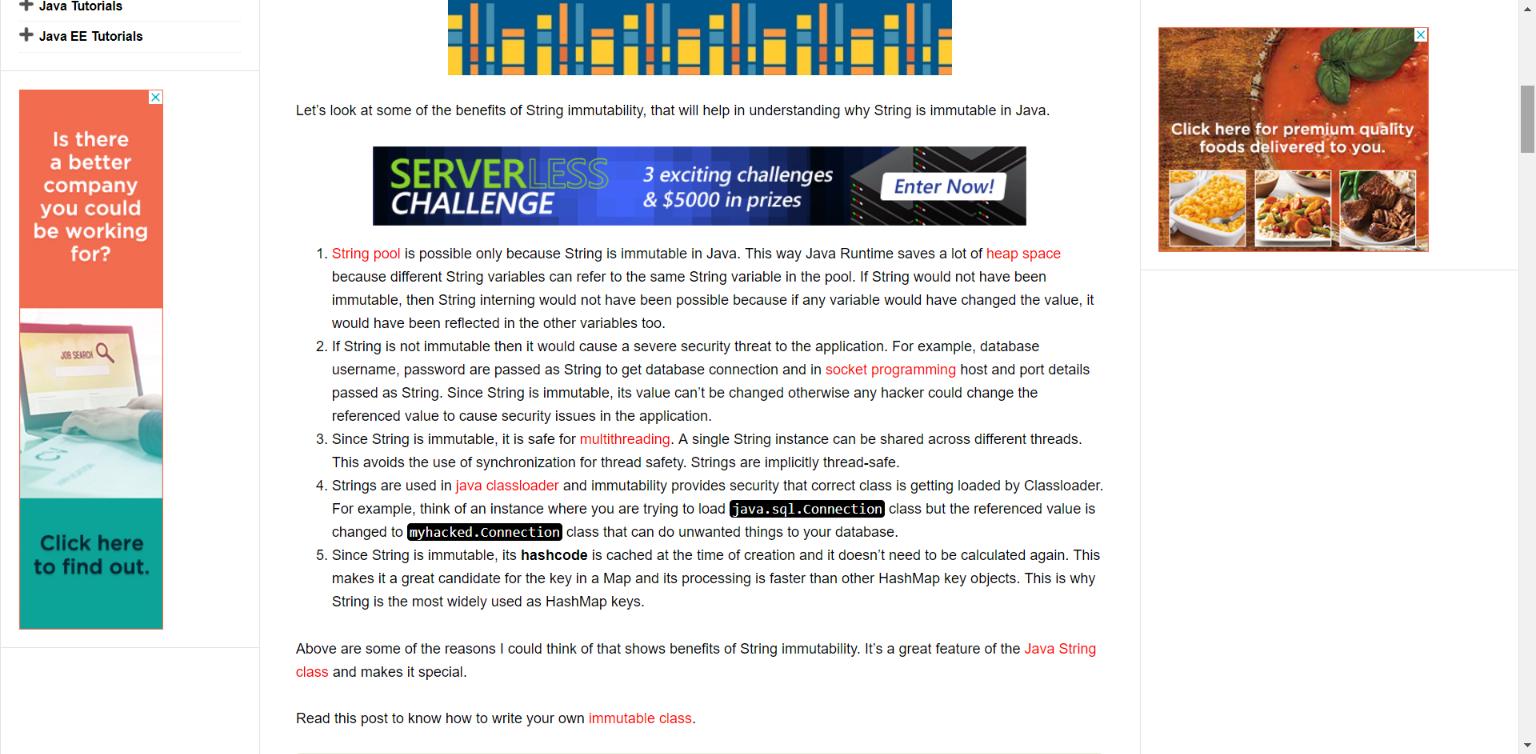 Java Tutorials
Java EE Tutorials
Is there
a better
company
you could
be working
for?
JOB SEARCH
Click here
to find out.
Let’s look at some of the benefits of String immutability, that will help in understanding why String is immutable in Java.
SERVERLESS
CHALLENGE
3 exciting challenges
& $5000 in prizes
Enter Now!
1. String pool is possible only because String is immutable in Java. This way Java Runtime saves a lot of heap space
because different String variables can refer to the same String variable in the pool. If String would not have been
immutable, then String interning would not have been possible because if any variable would have changed the value, it
would have been reflected in the other variables too.
2. If String is not immutable then it would cause a severe security threat to the application. For example, database
username, password are passed as String to get database connection and in socket programming host and port details
passed as String. Since String is immutable, its value can’t be changed otherwise any hacker could change the
referenced value to cause security issues in the application.
3. Since String is immutable, it is safe for multithreading. A single String instance can be shared across different threads.
This avoids the use of synchronization for thread safety. Strings are implicitly thread-safe.
4. Strings are used in java classloader and immutability provides security that correct class is getting loaded by Classloader.
For example, think of an instance where you are trying to load java.sql.Connection class but the referenced value is
changed to myhacked.Connection class that can do unwanted things to your database.
5. Since String is immutable, its hashcode is cached at the time of creation and it doesn’t need to be calculated again. This
makes it a great candidate for the key in a Map and its processing is faster than other HashMap key objects. This is why
String is the most widely used as HashMap keys.
Above are some of the reasons I could think of that shows benefits of String immutability. It’s a great feature of the Java String
class and makes it special.
Read this post to know how to write your own immutable class.
Click here for premium quality
foods delivered to you.